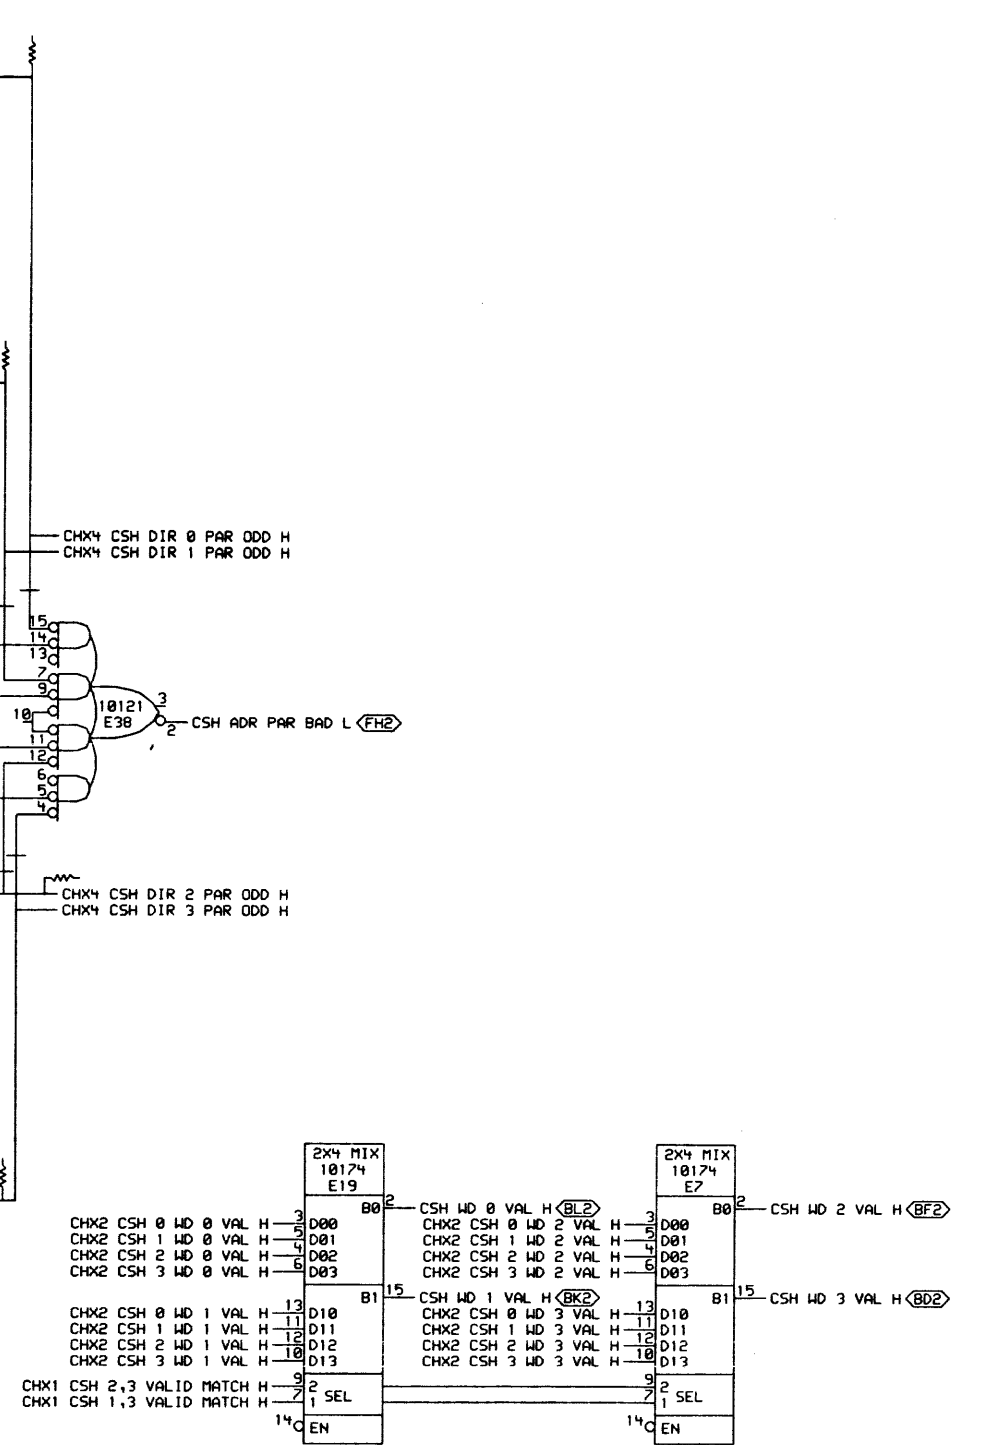 CHX4 CSH DIR 0 PAR ODD H
CHX4 CSH DIR 1 PAR ODD H
15
14
13
7
9
10
11
12
6
5
4
10121
E38
3
2
CSH ADR PAR BAD L FH2
CHX4 CSH DIR 2 PAR ODD H
CHX4 CSH DIR 3 PAR ODD H
2X4 MIX
10174
E19
B0 2 CSH WD 0 VAL H BL2
CHX2 CSH 0 WD 0 VAL H 3 D00
CHX2 CSH 1 WD 0 VAL H 5 D01
CHX2 CSH 2 WD 0 VAL H 4 D02
CHX2 CSH 3 WD 0 VAL H 6 D03
B1 15 CSH WD 1 VAL H BK2
CHX2 CSH 0 WD 1 VAL H 13 D10
CHX2 CSH 1 WD 1 VAL H 11 D11
CHX2 CSH 2 WD 1 VAL H 12 D12
CHX2 CSH 3 WD 1 VAL H 10 D13
CHX1 CSH 2,3 VALID MATCH H 9 2
CHX1 CSH 1,3 VALID MATCH H 7 1
SEL
14 EN
2X4 MIX
10174
E7
B0 2 CSH WD 2 VAL H BF2
CHX2 CSH 0 WD 2 VAL H 3 D00
CHX2 CSH 1 WD 2 VAL H 5 D01
CHX2 CSH 2 WD 2 VAL H 4 D02
CHX2 CSH 3 WD 2 VAL H 6 D03
B1 15 CSH WD 3 VAL H BD2
CHX2 CSH 0 WD 3 VAL H 13 D10
CHX2 CSH 1 WD 3 VAL H 11 D11
CHX2 CSH 2 WD 3 VAL H 12 D12
CHX2 CSH 3 WD 3 VAL H 10 D13
9 2
7 1
SEL
14 EN